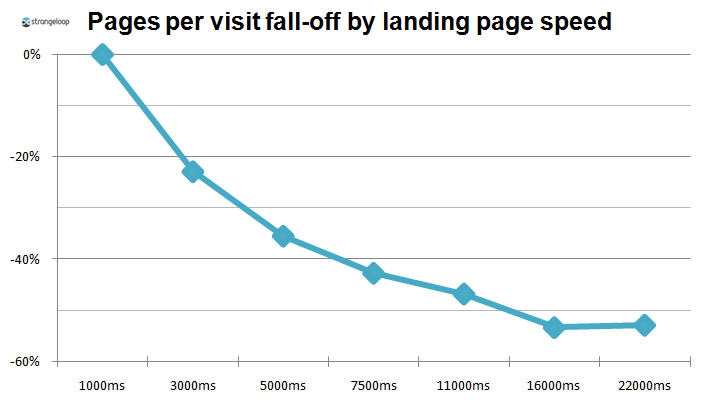 strangeloop
Pages per visit fall-off by landing page speed
0%
-20%
-40%
-60%
1000ms 3000ms 5000ms 7500ms 11000ms 16000ms 22000ms